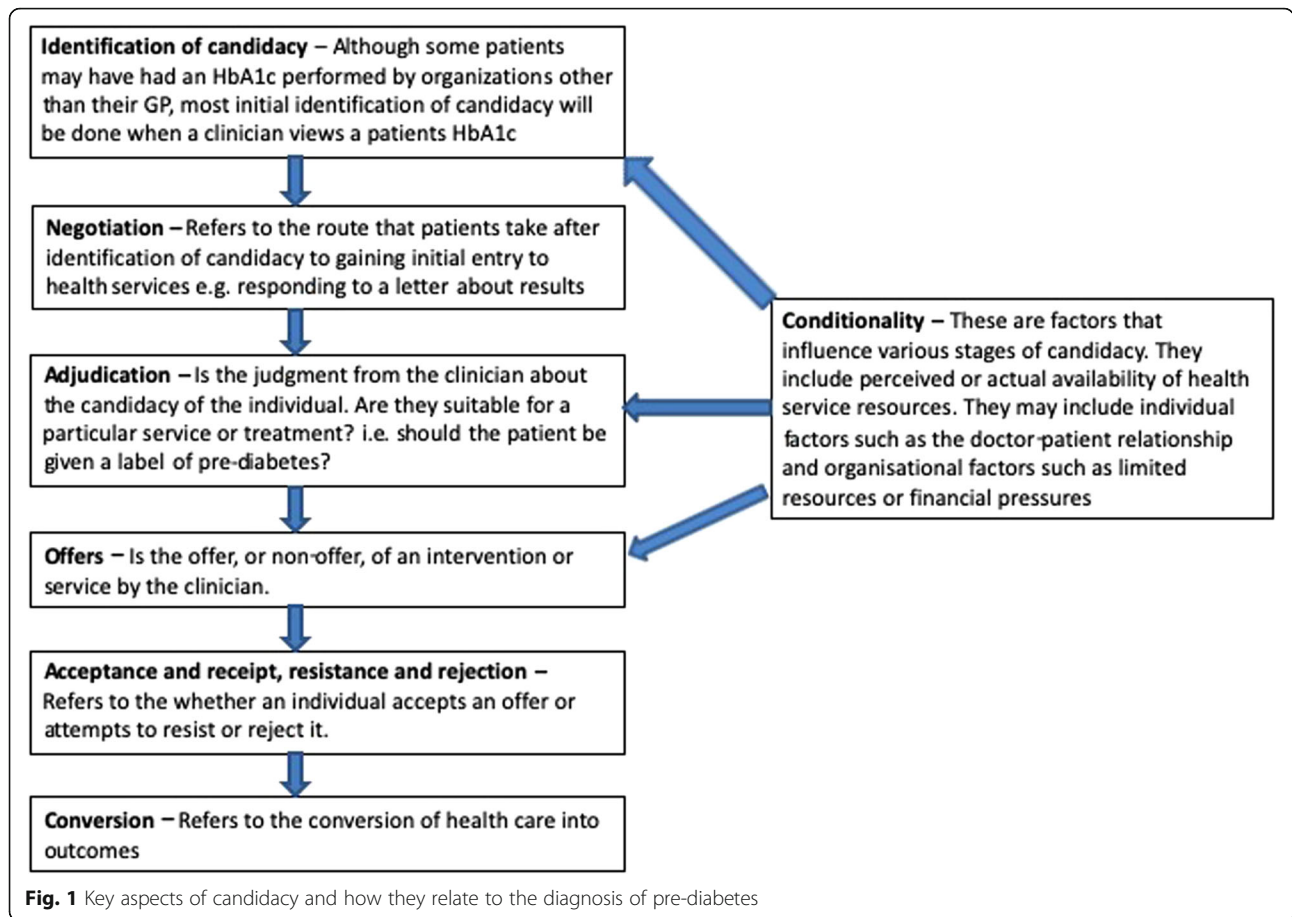 Identification of candidacy – Although some patients
may have had an HbA1c performed by organizations other
than their GP, most initial identification of candidacy will
be done when a clinician views a patients HbA1c
Negotiation – Refers to the route that patients take after
identification of candidacy to gaining initial entry to
health services e.g. responding to a letter about results
Adjudication – Is the judgment from the clinician about
the candidacy of the individual. Are they suitable for a
particular service or treatment? i.e. should the patient be
given a label of pre-diabetes?
Offers – Is the offer, or non-offer, of an intervention or
service by the clinician.
Acceptance and receipt, resistance and rejection –
Refers to the whether an individual accepts an offer or
attempts to resist or reject it.
Conversion – Refers to the conversion of health care into
outcomes
Conditionality – These are factors that
influence various stages of candidacy. They
include perceived or actual availability of health
service resources. They may include individual
factors such as the doctor-patient relationship
and organisational factors such as limited
resources or financial pressures
Fig. 1 Key aspects of candidacy and how they relate to the diagnosis of pre-diabetes